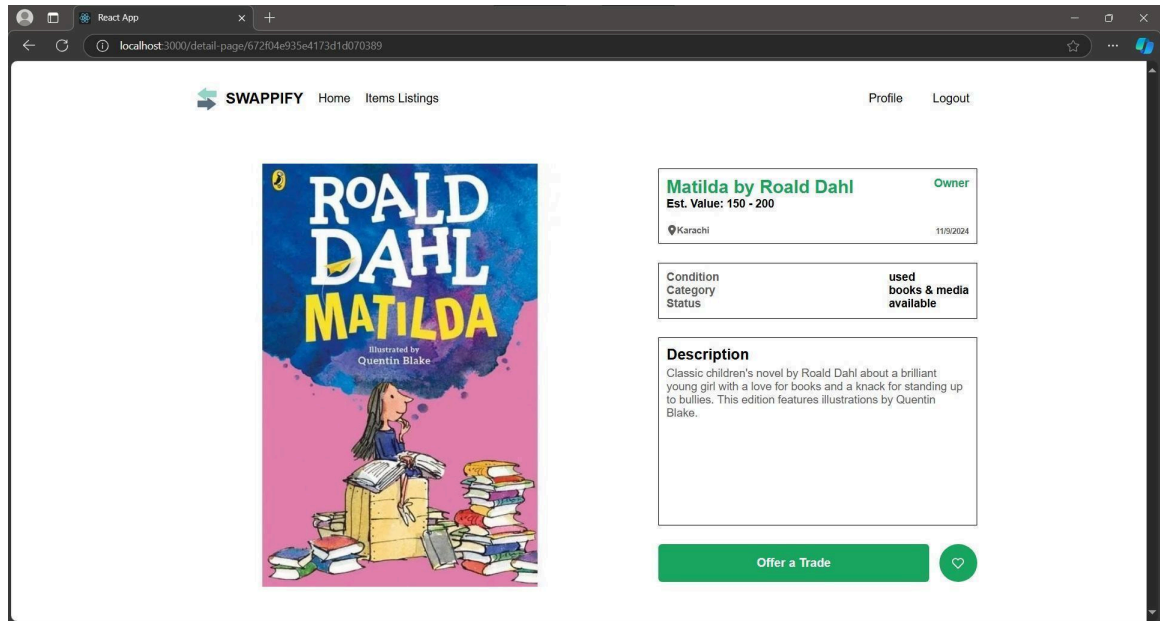 React App
localhost:3000/detail-page/672f04e935e4173d1d070389
SWAPPIFY Home Items Listings Profile Logout
ROALD
DAHL
MATILDA
Illustrated by
Quentin Blake
Matilda by Roald Dahl Owner
Est. Value: 150 - 200
Karachi 11/9/2024
Condition used
Category books & media
Status available
Description
Classic children's novel by Roald Dahl about a brilliant
young girl with a love for books and a knack for standing up
to bullies. This edition features illustrations by Quentin
Blake.
Offer a Trade